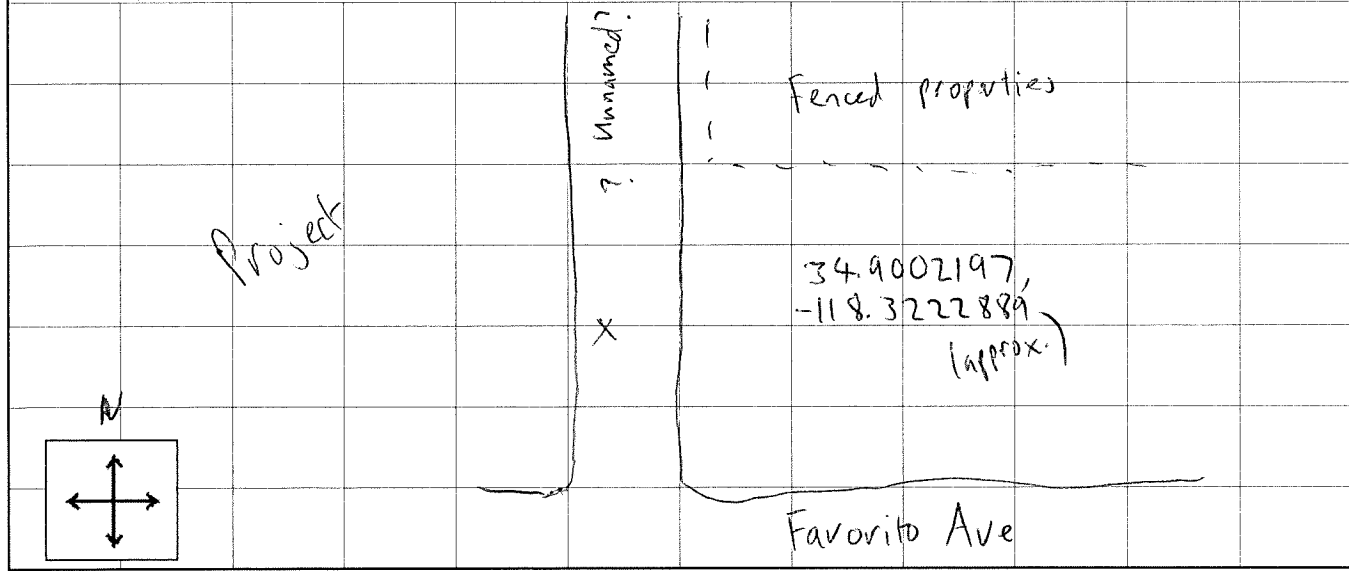 ? Unnamed?
Fenced properties
Project
34.9002197,
-118.3222889
(approx.)
X
N
Favorito Ave